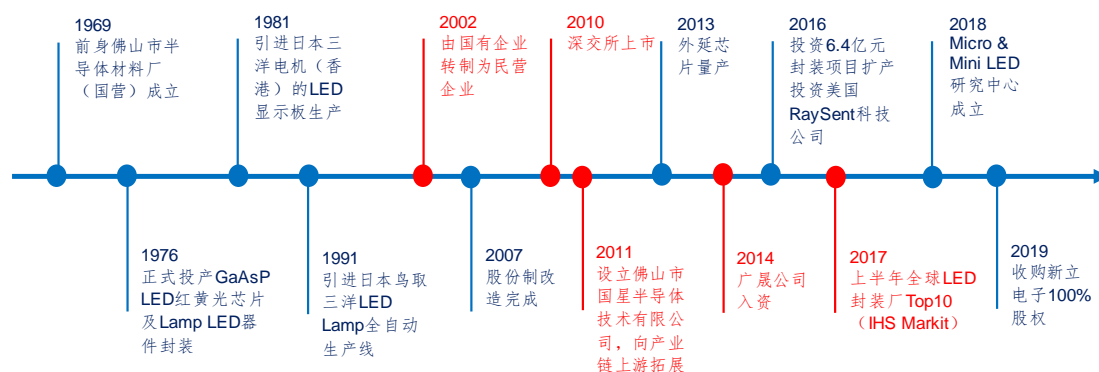 1969
前身佛山市半
导体材料厂
（国营）成立
1981
引进日本三
洋电机（香
港）的LED
显示板生产
2002
由国有企业
转制为民营
企业
2010
深交所上市
2013
外延芯
片量产
2016
投资6.4亿元
封装项目扩产
投资美国
RaySent科技
公司
2018
Micro &
Mini LED
研究中心
成立
1976
正式投产GaAsP
LED红黄光芯片
及Lamp LED器
件封装
1991
引进日本鸟取
三洋LED
Lamp全自动
生产线
2007
股份制改
造完成
2011
设立佛山市
国星半导体
技术有限公
司，向产业
链上游拓展
2014
广晟公司
入资
2017
上半年全球LED
封装厂Top10
（IHS Markit）
2019
收购新立
电子100%
股权